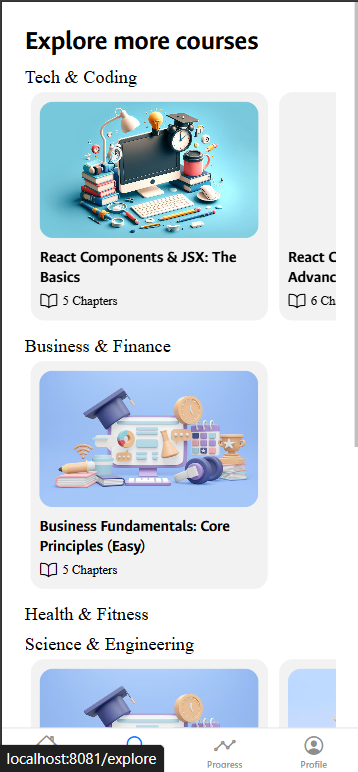 Explore more courses
Tech & Coding
React Components & JSX: The
Basics
5 Chapters
React C
Advanc
6 Ch
Business & Finance
Business Fundamentals: Core
Principles (Easy)
5 Chapters
Health & Fitness
Science & Engineering
localhost:8081/explore
Progress
Profile